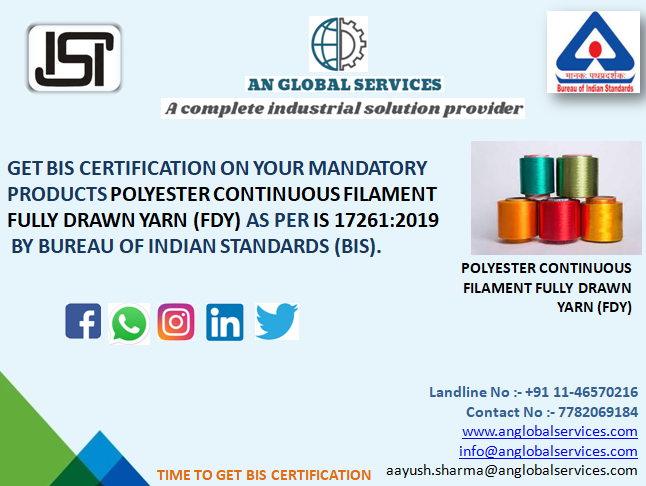 ISI
AN GLOBAL SERVICES
A complete industrial solution provider
मानकः पथप्रदर्शकः
Bureau of Indian Standards
GET BIS CERTIFICATION ON YOUR MANDATORY
PRODUCTS POLYESTER CONTINUOUS FILAMENT
FULLY DRAWN YARN (FDY) AS PER IS 17261:2019
BY BUREAU OF INDIAN STANDARDS (BIS).
POLYESTER CONTINUOUS
FILAMENT FULLY DRAWN
YARN (FDY)
Landline No :- +91 11-46570216
Contact No :- 7782069184
www.anglobalservices.com
info@anglobalservices.com
aayush.sharma@anglobalservices.com
TIME TO GET BIS CERTIFICATION